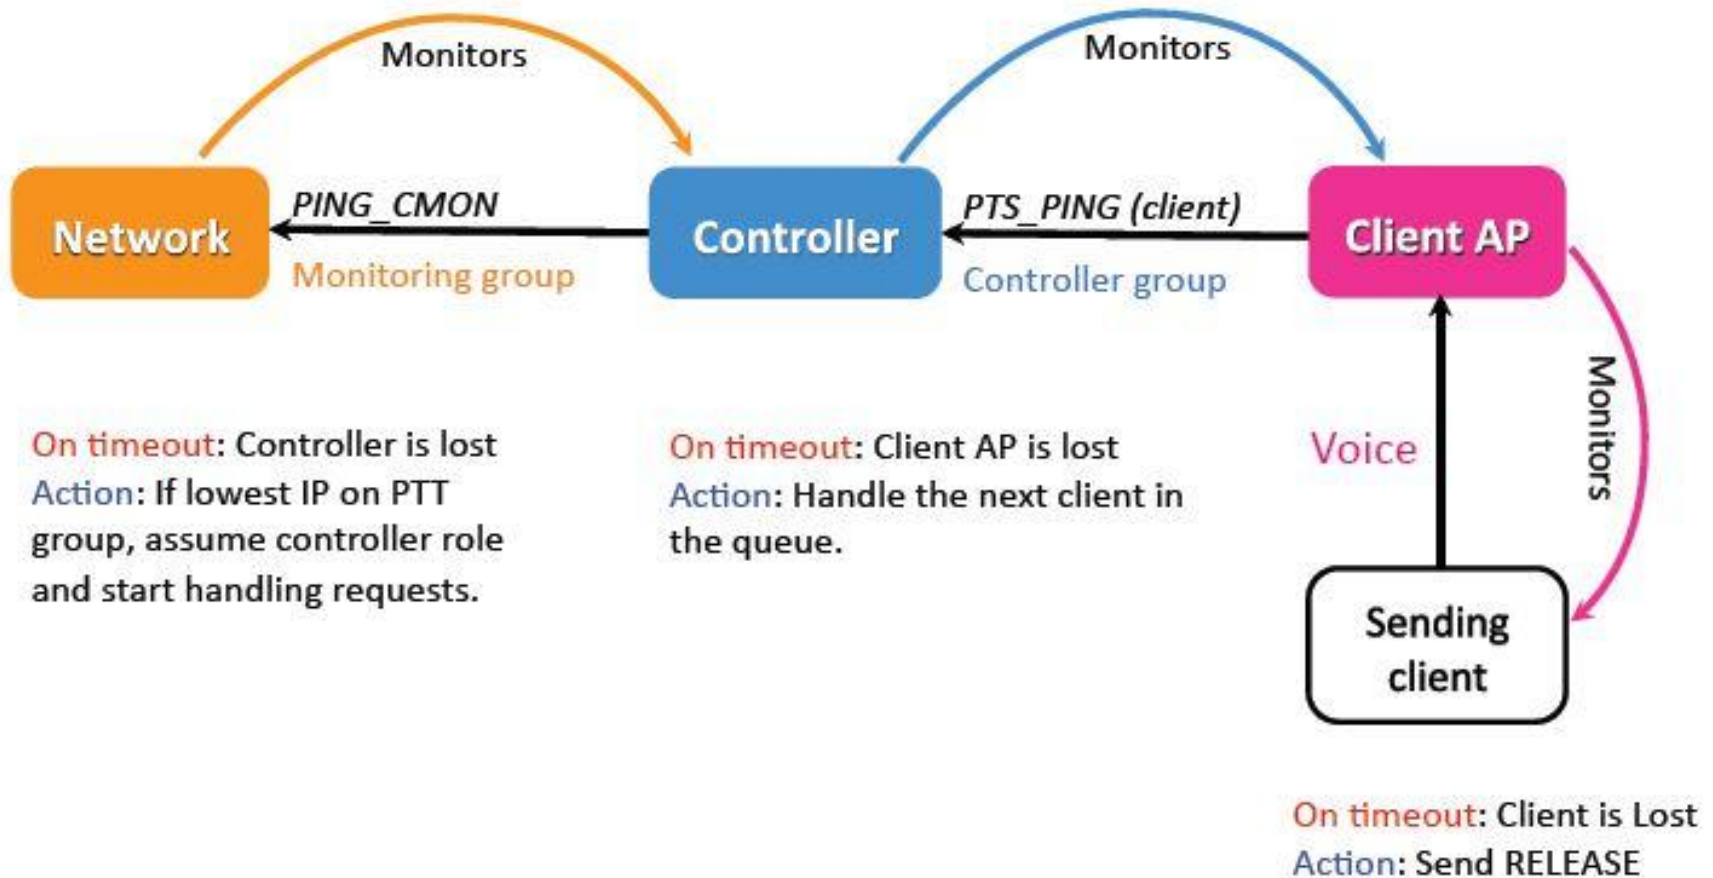 Monitors
Monitors
Network
PING_CMON
Monitoring group
Controller
PTS_PING (client)
Controller group
Client AP
On timeout: Controller is lost
Action: If lowest IP on PTT
group, assume controller role
and start handling requests.
On timeout: Client AP is lost
Action: Handle the next client in
the queue.
Voice
Monitors
Sending
client
On timeout: Client is Lost
Action: Send RELEASE